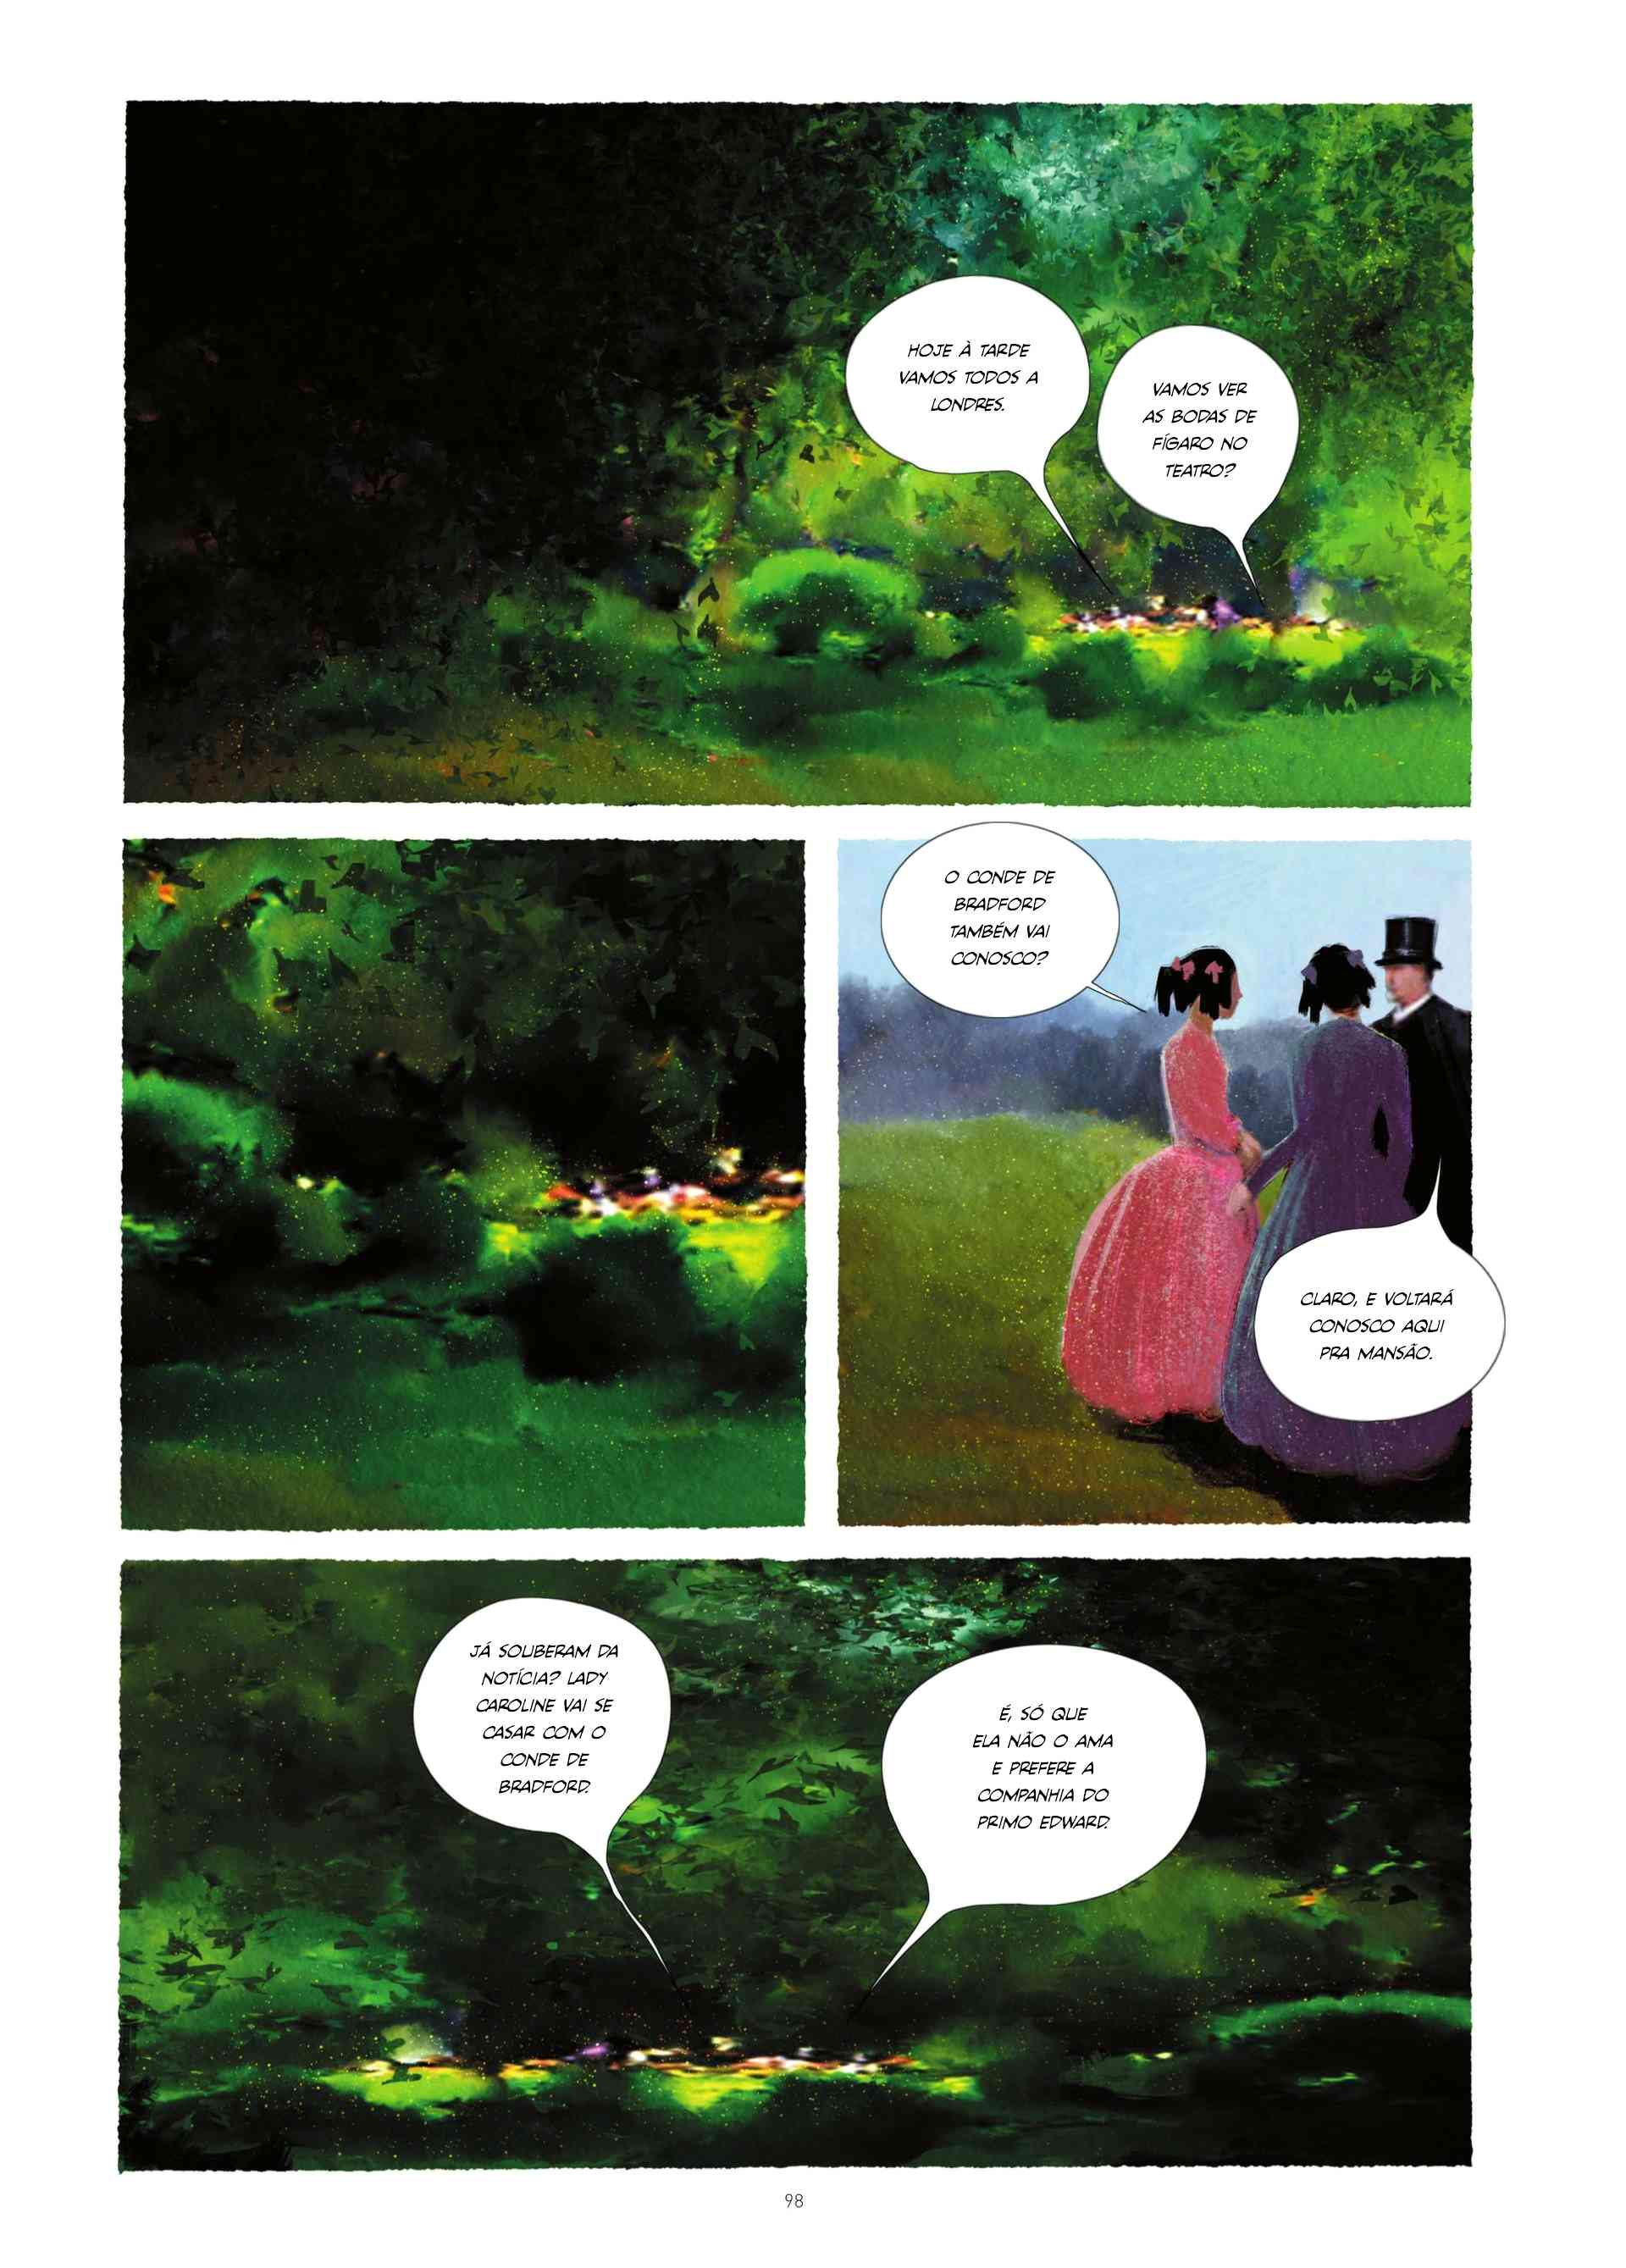 HOJE À TARDE
VAMOS TODOS A
LONDRES.
VAMOS VER
AS BODAS DE
FÍGARO NO
TEATRO?
O CONDE DE
BRADFORD
TAMBÉM VAI
CONOSCO?
CLARO, E VOLTARÁ
CONOSCO AQUI
PRA MANSÃO.
JÁ SOUBERAM DA
NOTÍCIA? LADY
CAROLINE VAI SE
CASAR COM O
CONDE DE
BRADFORD.
É, SÓ QUE
ELA NÃO O AMA
E PREFERE A
COMPANHIA DO
PRIMO EDWARD.
98